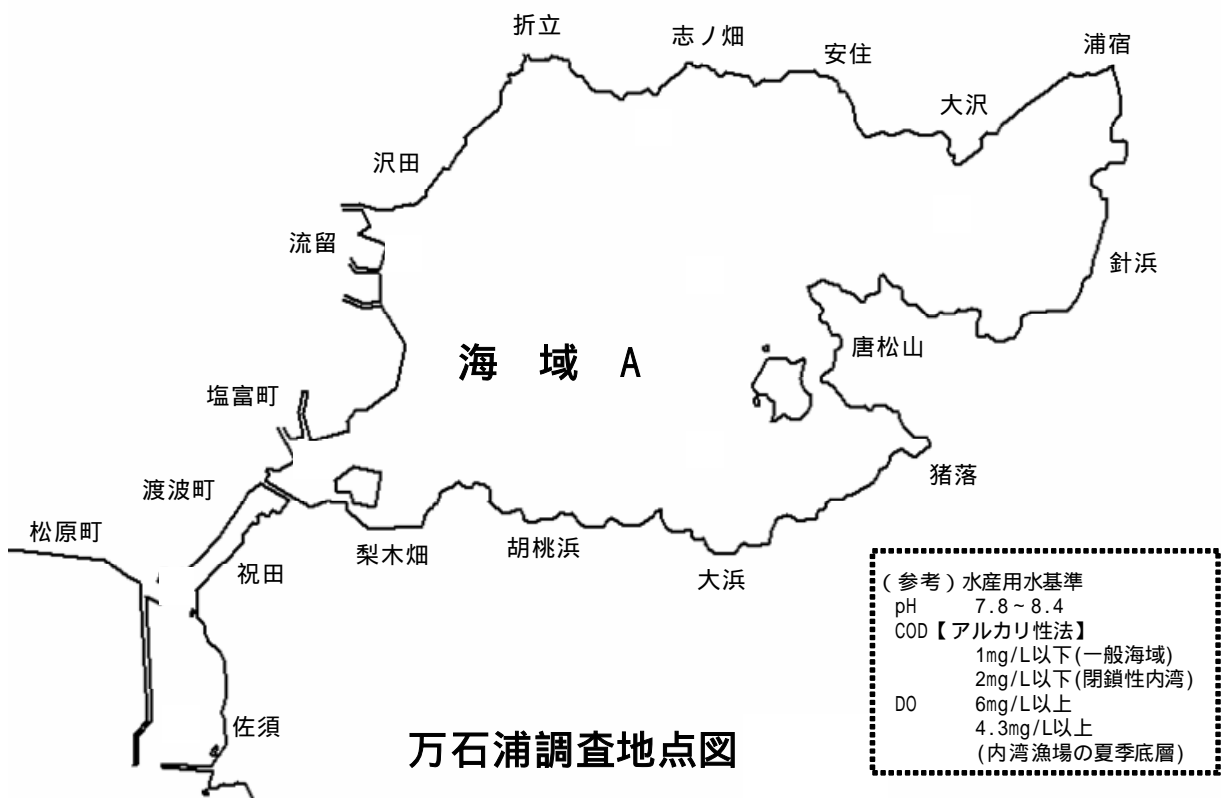 折立
志ノ畑
安住
浦宿
大沢
沢田
流留
針浜
唐松山
海 域 A
塩富町
猪落
渡波町
松原町
梨木畑
胡桃浜
祝田
大浜
佐須
万石浦調査地点図
(参考)水産用水基準
pH 7.8~8.4
COD【アルカリ性法】
1mg/L以下(一般海域)
2mg/L以下(閉鎖性内湾)
DO 6mg/L以上
4.3mg/L以上
(内湾漁場の夏季底層)